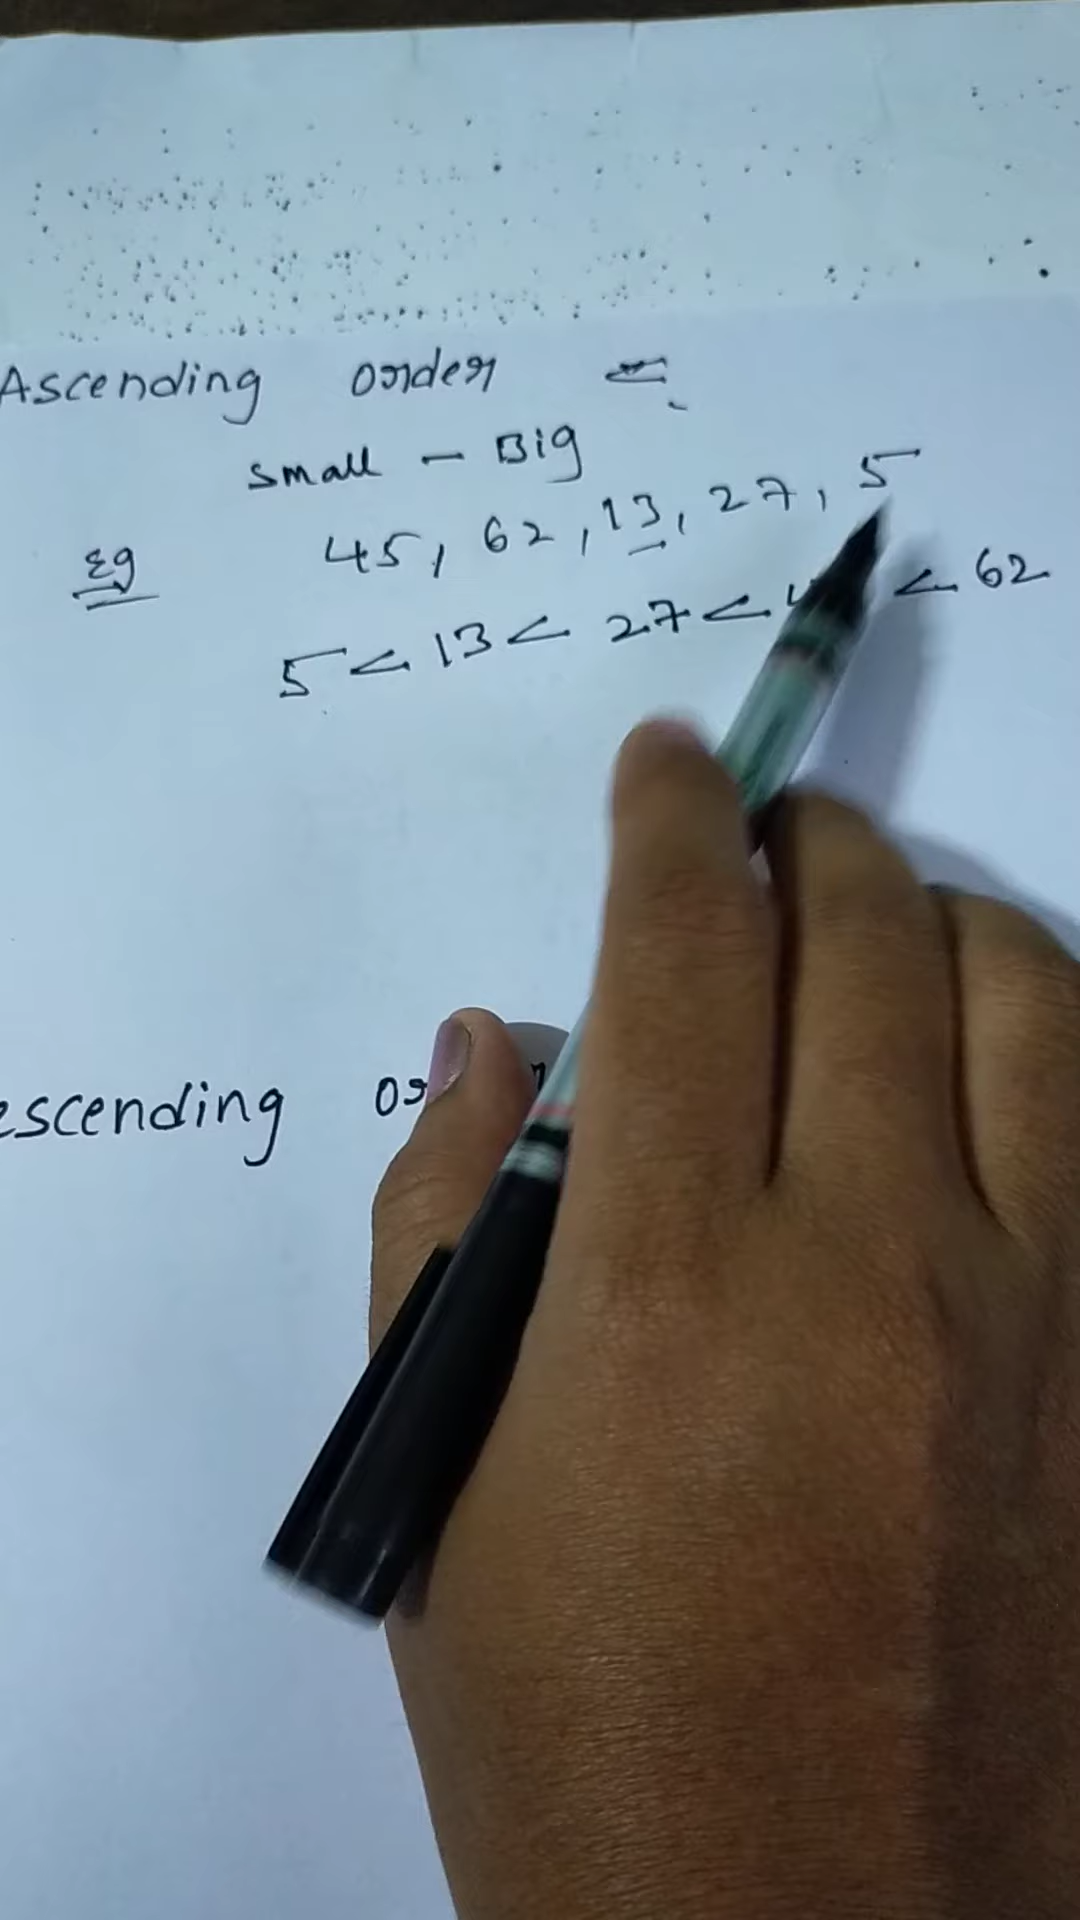 Ascending order <
small - Big
Eg 45, 62, 13, 27, 5
5 < 13 < 27 < < 62
escending